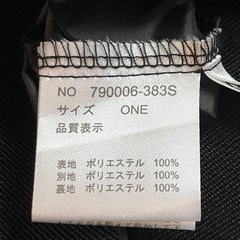 NO 790006-383S
サイズ ONE
品質表示
表地 ポリエステル 100%
別地 ポリエステル 100%
裏地 ポリエステル 100%